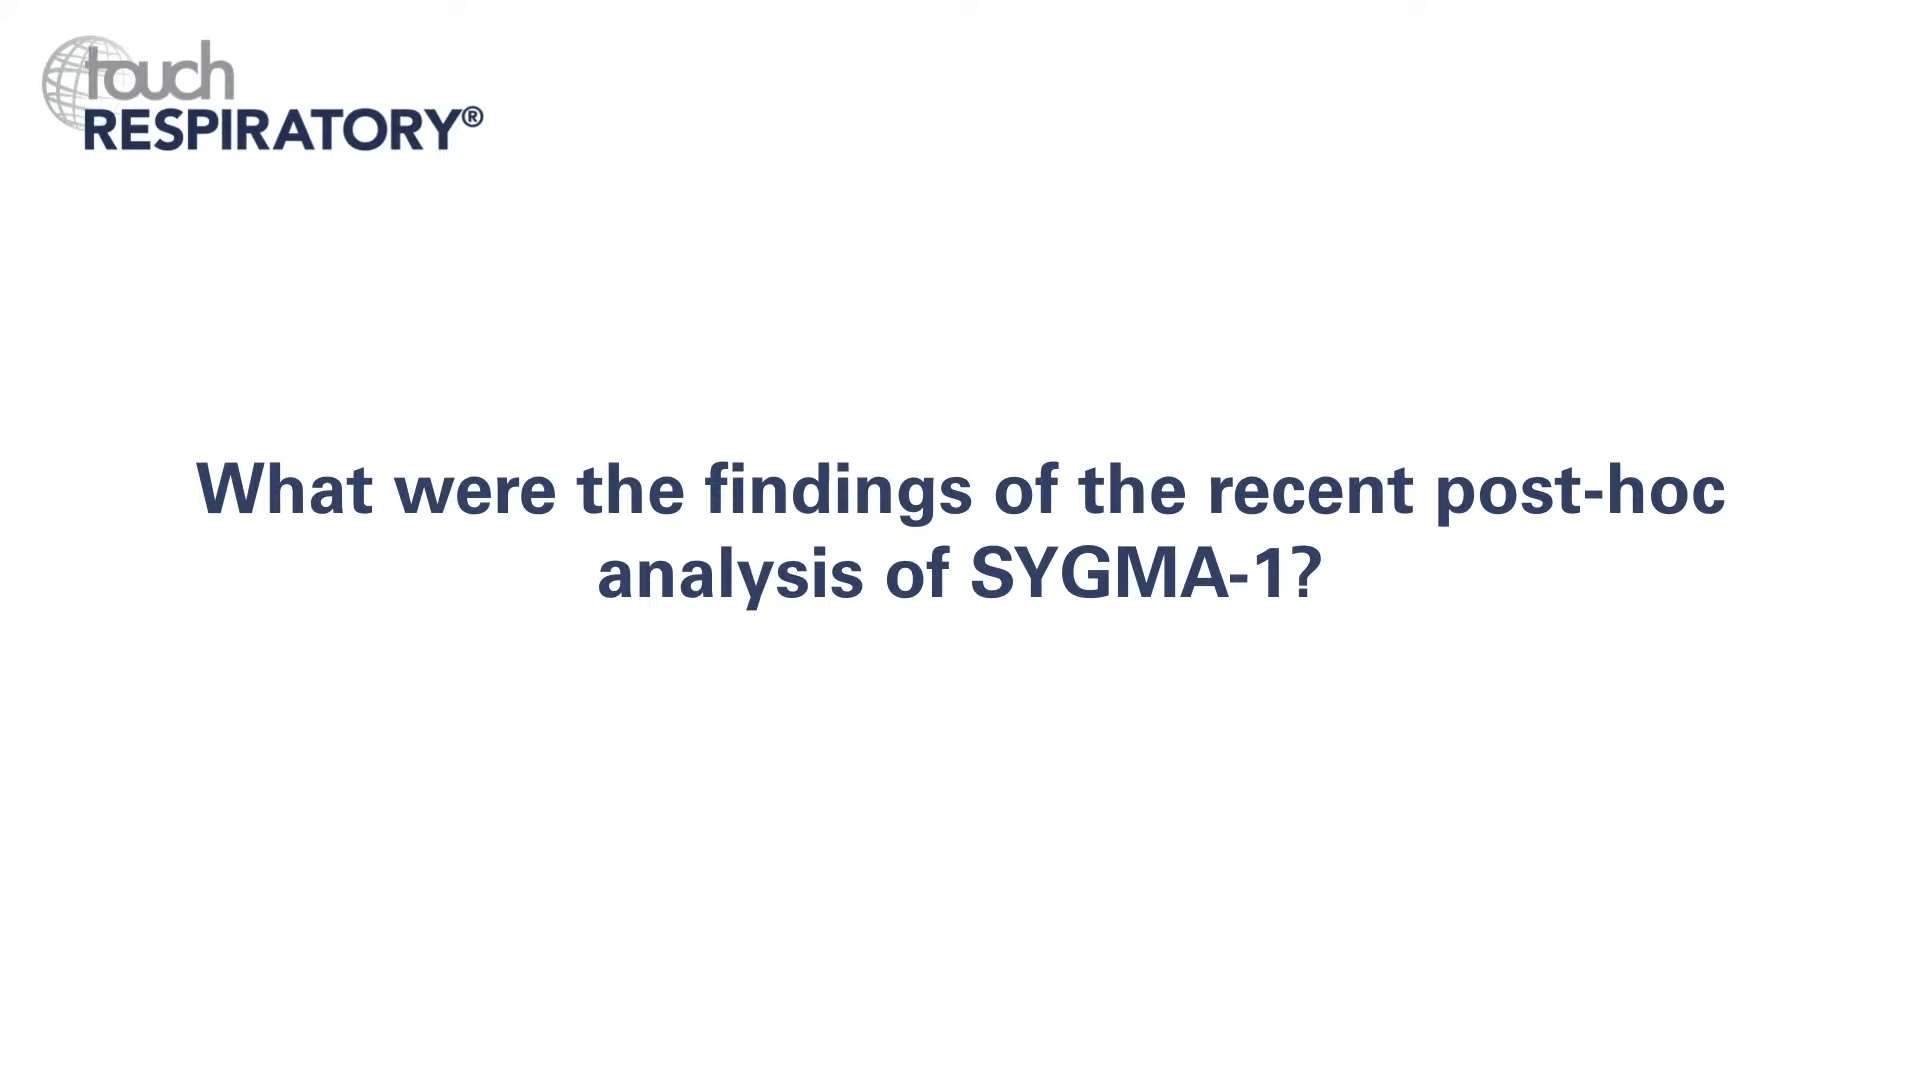 touch
RESPIRATORY®
What were the findings of the recent post-hoc
analysis of SYGMA-1?